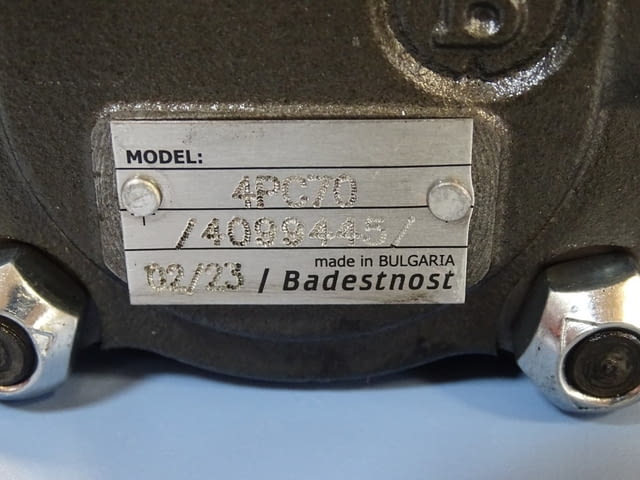 B
MODEL:
4PC70
/4099445/
made in BULGARIA
02/23 / Badestnost